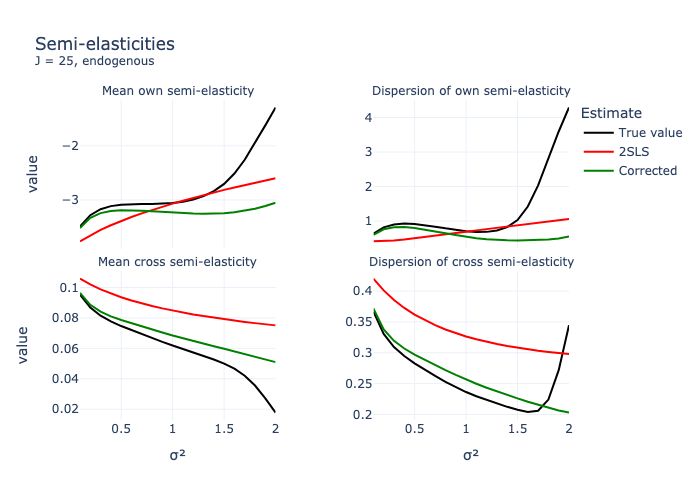 Semi-elasticities
J = 25, endogenous
Mean own semi-elasticity
Dispersion of own semi-elasticity
Estimate
True value
2SLS
Corrected
value
−2
−3
4
3
2
1
Mean cross semi-elasticity
Dispersion of cross semi-elasticity
value
0.1
0.08
0.06
0.04
0.02
0.4
0.35
0.3
0.25
0.2
0.5 1 1.5 2
0.5 1 1.5 2
σ²
σ²